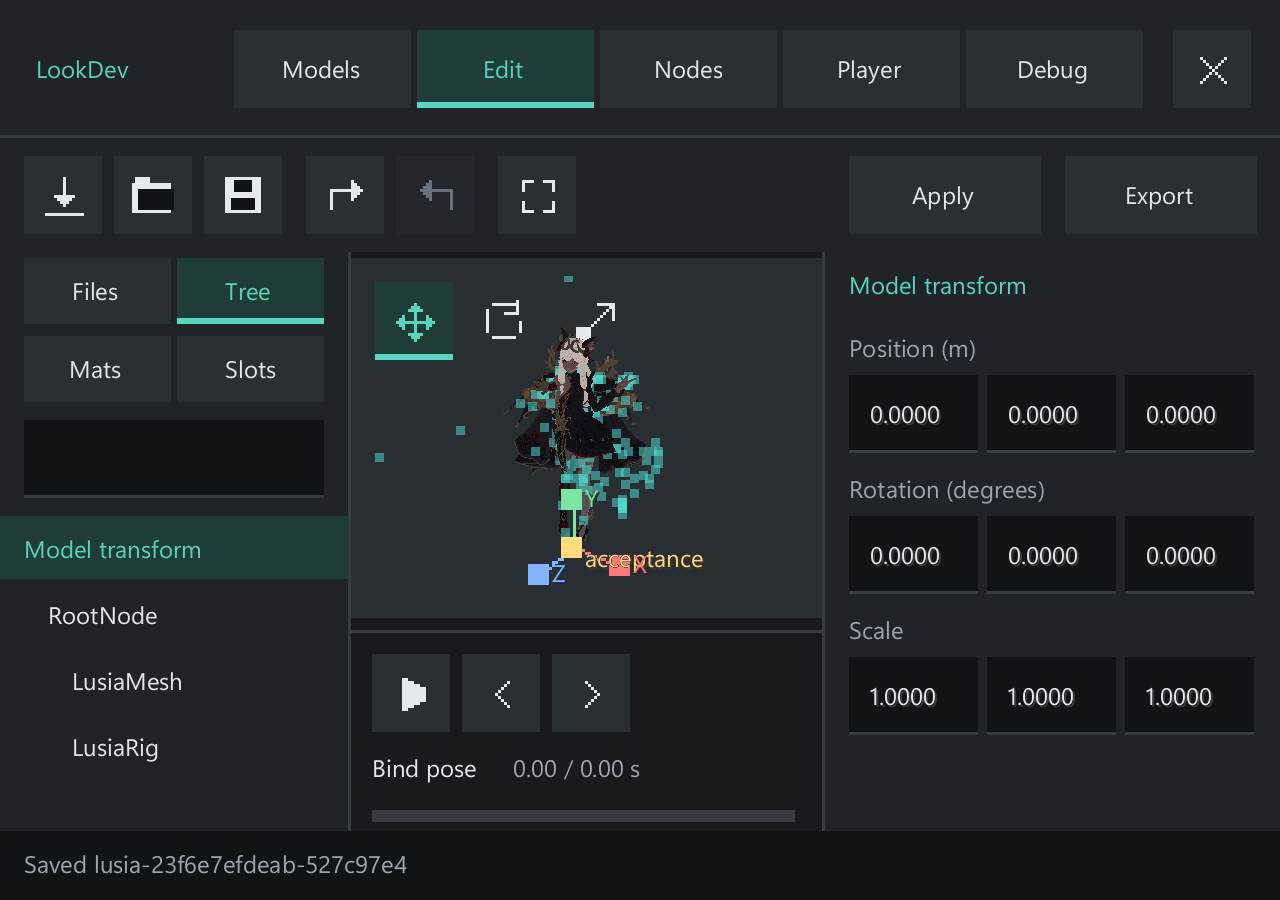 LookDev
Models
Edit
Nodes
Player
Debug
Apply
Export
Files
Tree
Mats
Slots
Model transform
RootNode
LusiaMesh
LusiaRig
Y
acceptance
Z
X
Bind pose
0.00 / 0.00 s
Model transform
Position (m)
0.0000 0.0000 0.0000
Rotation (degrees)
0.0000 0.0000 0.0000
Scale
1.0000 1.0000 1.0000
Saved lusia-23f6e7efdeab-527c97e4